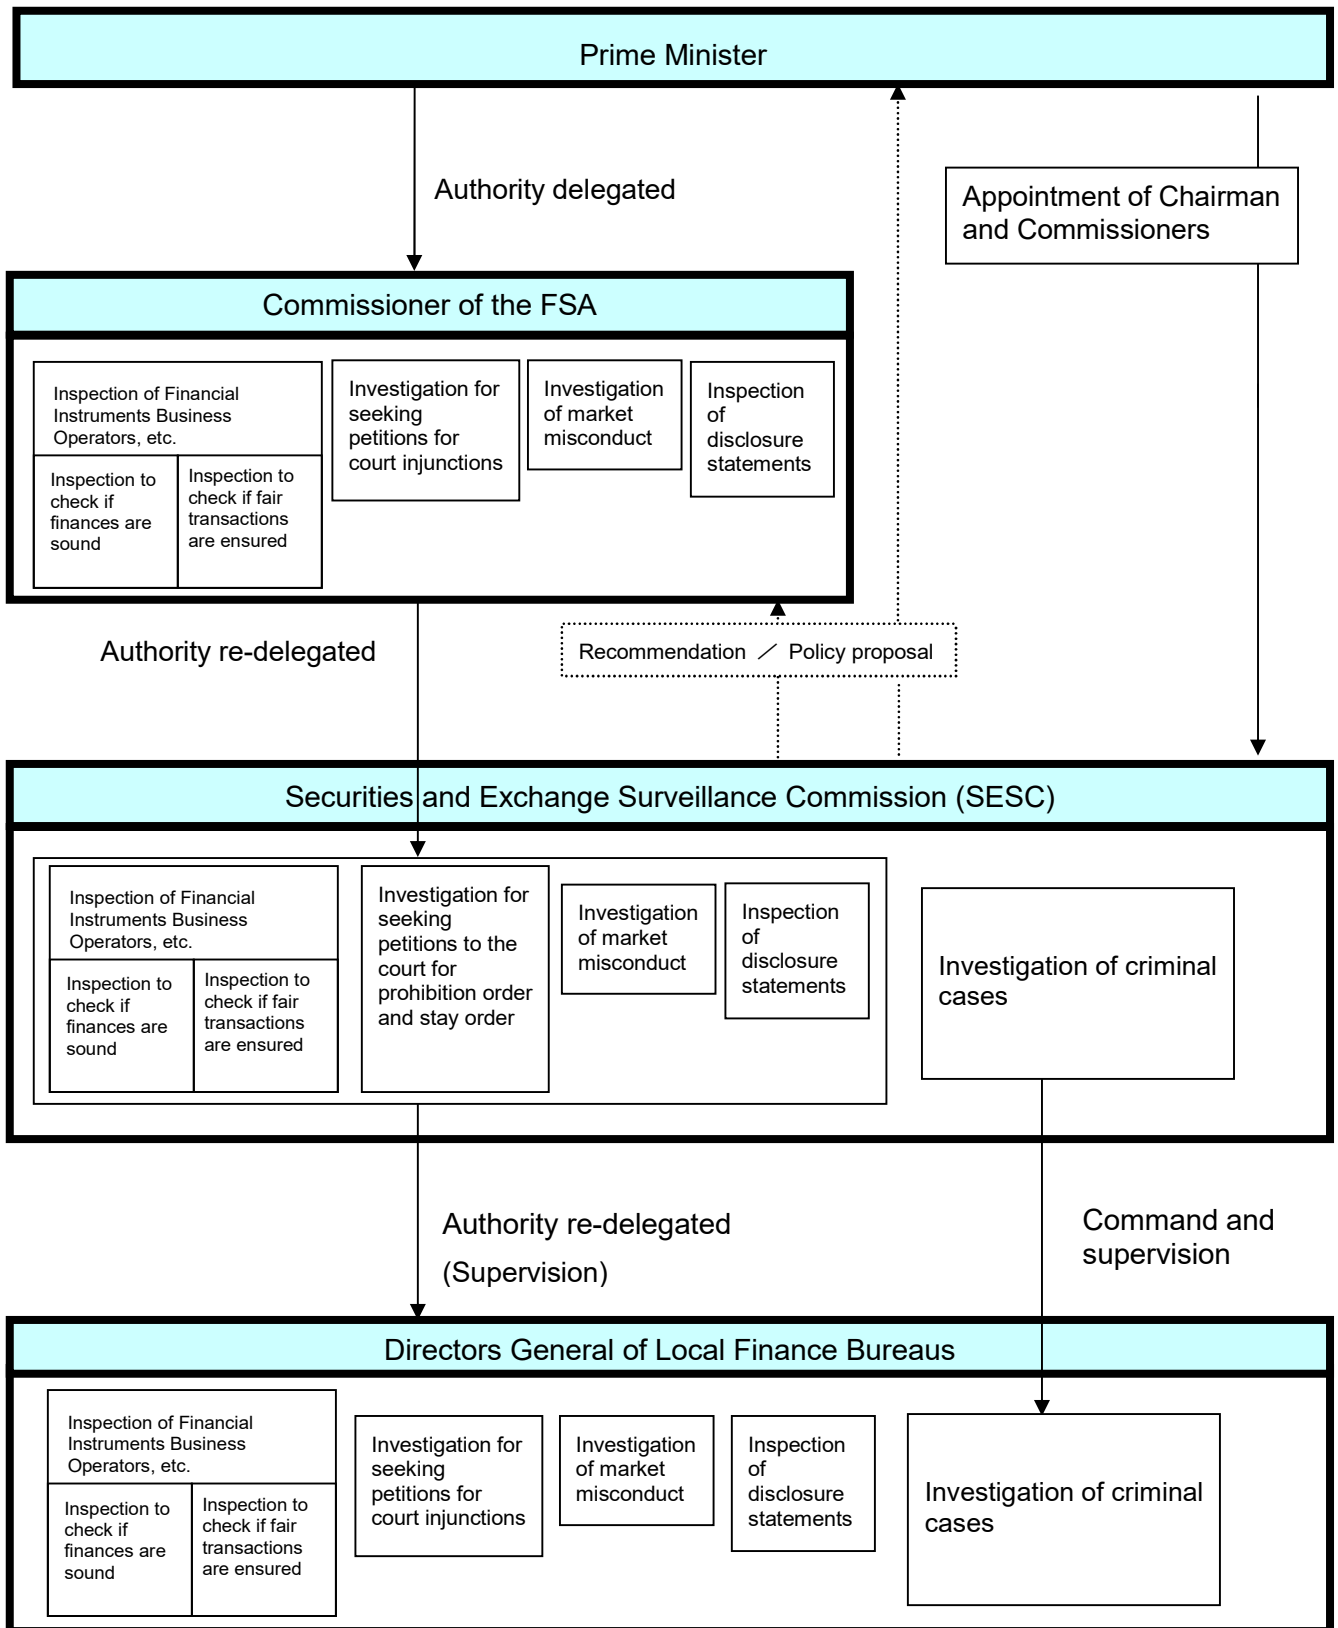 Prime Minister
Authority delegated
Appointment of Chairman
and Commissioners
Commissioner of the FSA
Inspection of Financial
Instruments Business
Operators, etc.
Inspection to
check if
finances are
sound
Inspection to
check if fair
transactions
are ensured
Investigation for
seeking
petitions for
court injunctions
Investigation
of market
misconduct
Inspection
of
disclosure
statements
Authority re-delegated
Recommendation ／ Policy proposal
Securities and Exchange Surveillance Commission (SESC)
Inspection of Financial
Instruments Business
Operators, etc.
Inspection to
check if
finances are
sound
Inspection to
check if fair
transactions
are ensured
Investigation for
seeking
petitions to the
court for
prohibition order
and stay order
Investigation
of market
misconduct
Inspection
of
disclosure
statements
Investigation of criminal
cases
Authority re-delegated
(Supervision)
Command and
supervision
Directors General of Local Finance Bureaus
Inspection of Financial
Instruments Business
Operators, etc.
Inspection to
check if
finances are
sound
Inspection to
check if fair
transactions
are ensured
Investigation for
seeking
petitions for
court injunctions
Investigation
of market
misconduct
Inspection
of
disclosure
statements
Investigation of criminal
cases